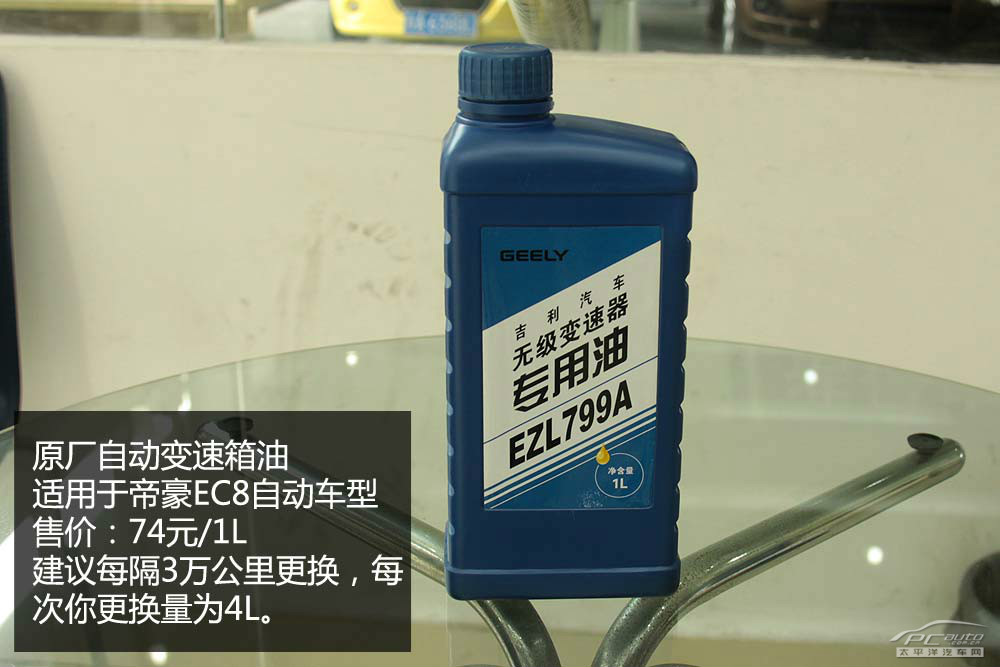 GEELY
吉利汽车
无级变速器
专用油
EZL799A
净含量
1L
原厂自动变速箱油
适用于帝豪EC8自动车型
售价：74元/1L
建议每隔3万公里更换，每
次你更换量为4L。
PCauto
太平洋汽车网